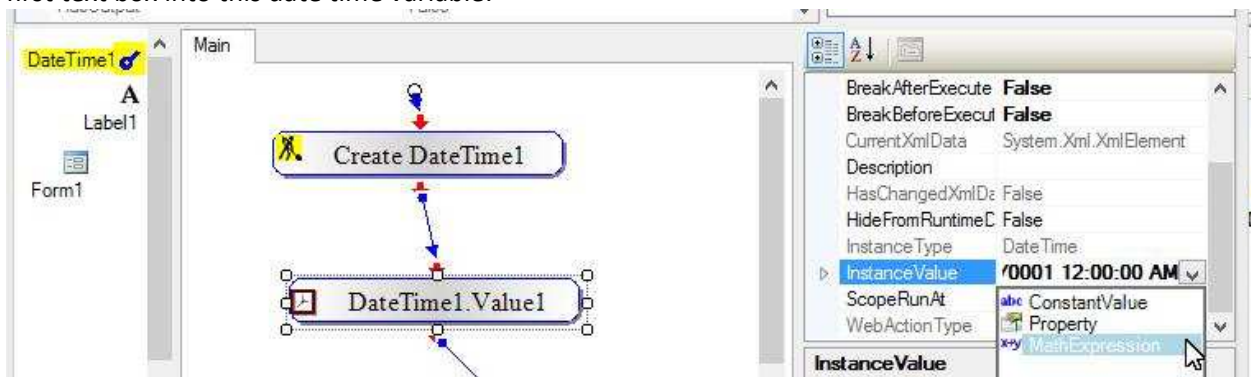 first text box into this date time variable.
DateTime1
A
Label1
Form1
Main
Create DateTime1
DateTime1.Value1
BreakAfterExecute False
BreakBeforeExecut False
CurrentXmlData System.Xml.XmlElement
Description
HasChangedXmlDa False
HideFromRuntimeD False
InstanceType DateTime
InstanceValue /0001 12:00:00 AM
ScopeRunAt
WebActionType
abc ConstantValue
Property
x+y MathExpression
InstanceValue